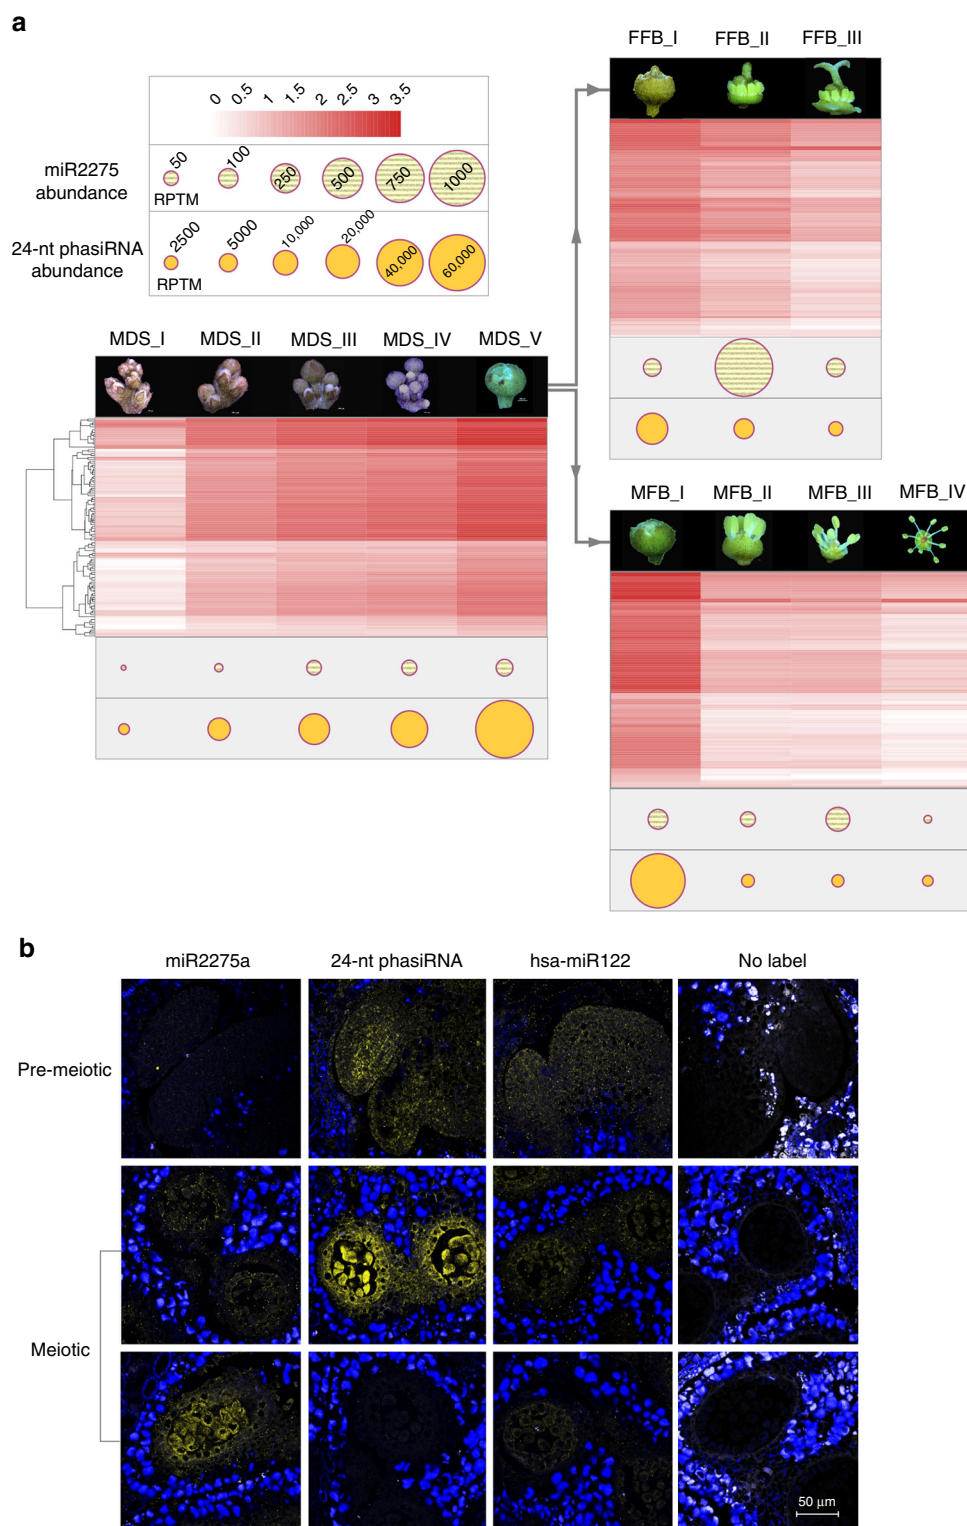 a
0 0.5 1 1.5 2 2.5 3 3.5
miR2275
abundance
50 100 250 500 750 1000
RPTM
24-nt phasiRNA
abundance
2500 5000 10,000 20,000 40,000 60,000
RPTM
FFB_I FFB_II FFB_III
MDS_I MDS_II MDS_III MDS_IV MDS_V
MFB_I MFB_II MFB_III MFB_IV
b
miR2275a 24-nt phasiRNA hsa-miR122 No label
Pre-meiotic
Meiotic
50 µm